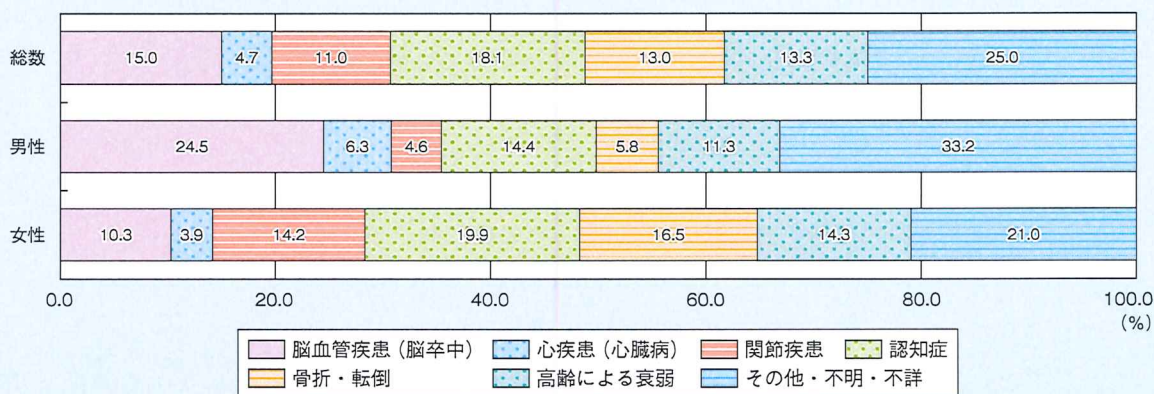 総数 15.0 4.7 11.0 18.1 13.0 13.3 25.0
男性 24.5 6.3 4.6 14.4 5.8 11.3 33.2
女性 10.3 3.9 14.2 19.9 16.5 14.3 21.0
0.0 20.0 40.0 60.0 80.0 100.0
(%)
脳血管疾患(脳卒中) 心疾患(心臓病) 関節疾患 認知症
骨折・転倒 高齢による衰弱 その他・不明・不詳